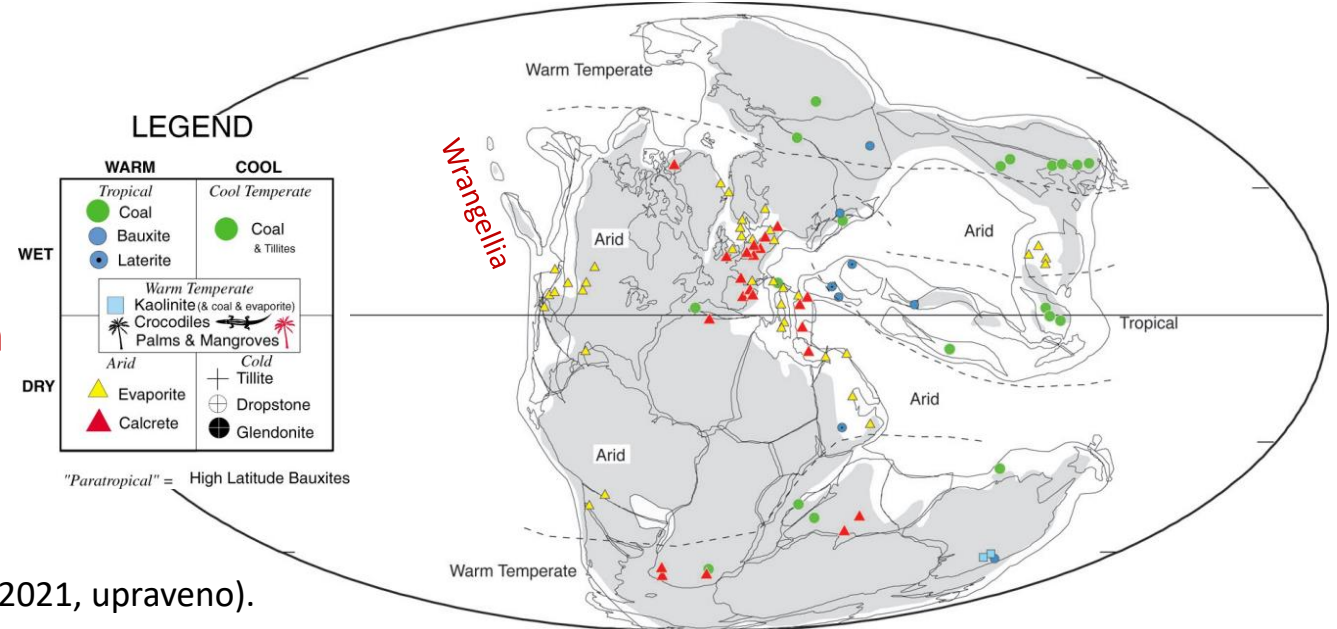 Warm Temperate
LEGEND
WARM
COOL
Tropical
Coal
Bauxite
Laterite
Cool Temperate
Coal
& Tillites
WET
Warm Temperate
Kaolinite (& coal & evaporite)
Crocodiles
Palms & Mangroves
DRY
Arid
Evaporite
Calcrete
Cold
Tillite
Dropstone
Glendonite
"Paratropical" = High Latitude Bauxites
Wrangellia
Arid
Arid
Tropical
Arid
Arid
Warm Temperate
2021, upraveno).